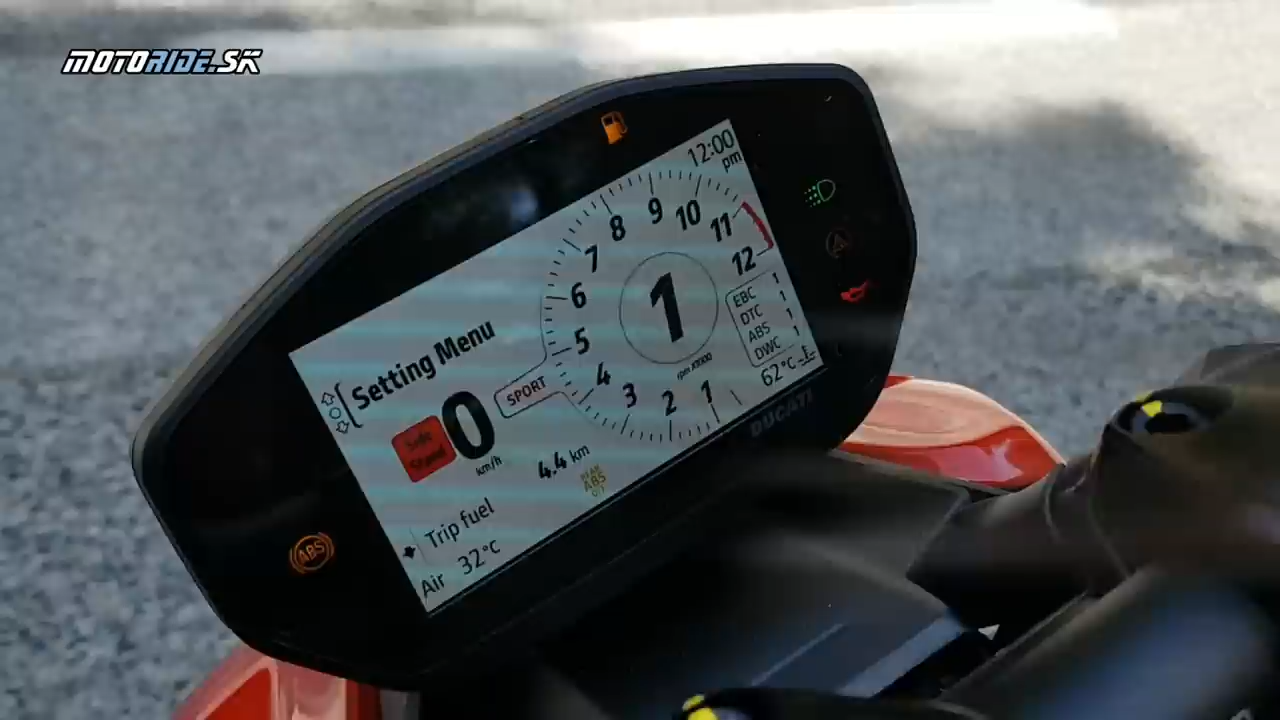 MOTORIDE.SK
12:00
pm
9
10
8
11
7
12
6
1
5
4
3
2
1
rpm x1000
EBC 1
DTC 1
ABS 1
DWC 1
62°C
DUCATI
Setting Menu
SPORT
Side
Stand
0
km/h
4.4 km
REAR
ABS
Trip fuel
Air 32°C
ABS